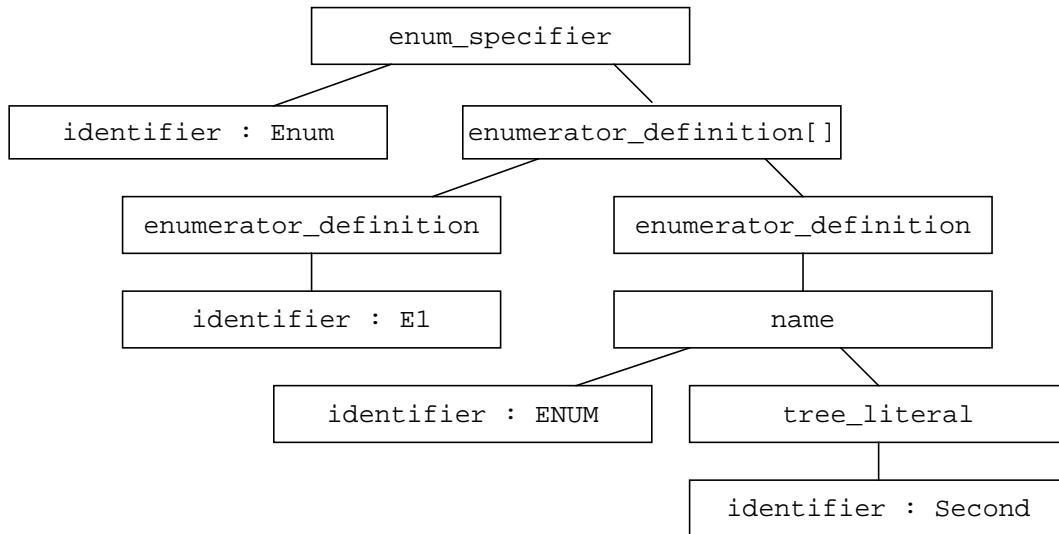 enum_specifier
identifier : Enum
enumerator_definition[]
enumerator_definition
enumerator_definition
identifier : E1
name
identifier : ENUM
tree_literal
identifier : Second